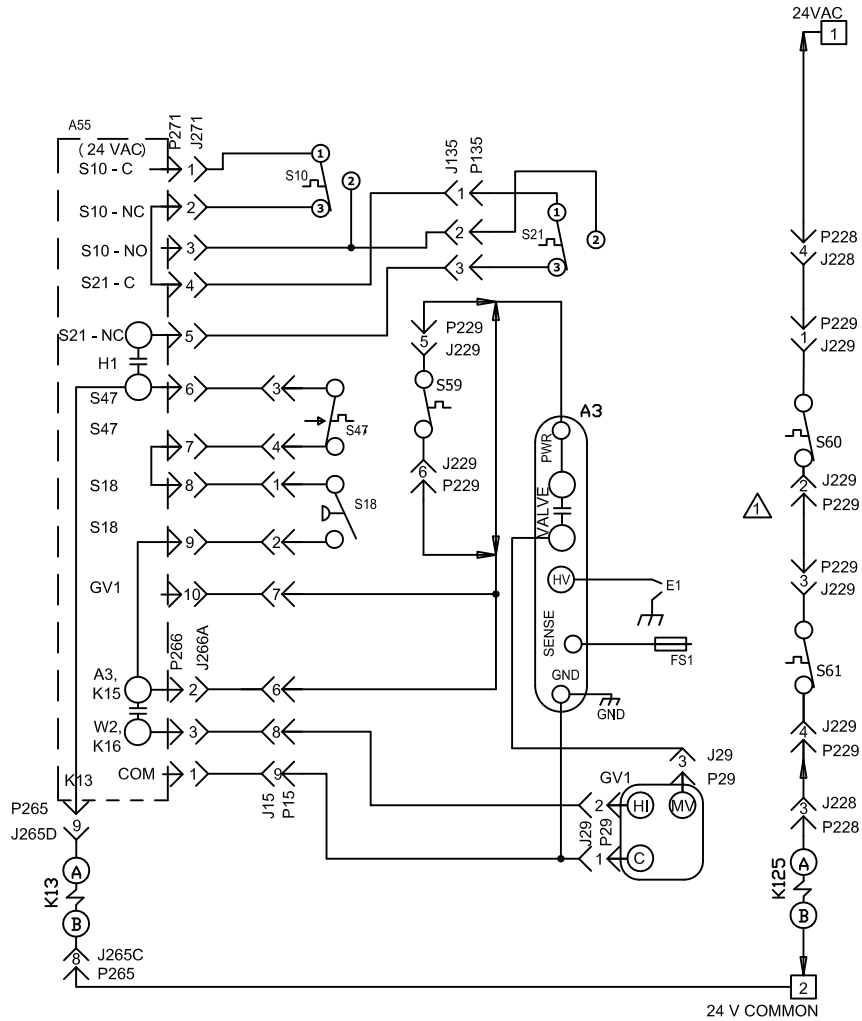 24VAC
1
A55
(24 VAC)
P271
J271
S10 - C
1
1
S10
2
3
J135
P135
S10 - NC
2
1
1
S10 - NO
3
2
S21
2
S21 - C
4
3
3
P228
4
J228
S21 - NC
5
P229
5
J229
P229
1
J229
H1
S59
S47
6
3
A3
S47
S47
7
4
PWR
S60
J229
6
P229
J229
2
P229
S18
8
1
S18
VALVE
1
S18
9
2
P229
3
J229
GV1
10
7
HV
E1
P266
J266A
SENSE
FS1
S61
A3,
K15
2
6
GND
GND
W2,
K16
3
8
J229
4
P229
COM
1
9
J15
P15
J29
3
P29
K13
P265
9
J265D
GV1
2
HI
MV
J228
3
P228
J29
P29
1
C
A
K13
B
A
K125
B
J265C
8
P265
2
24 V COMMON